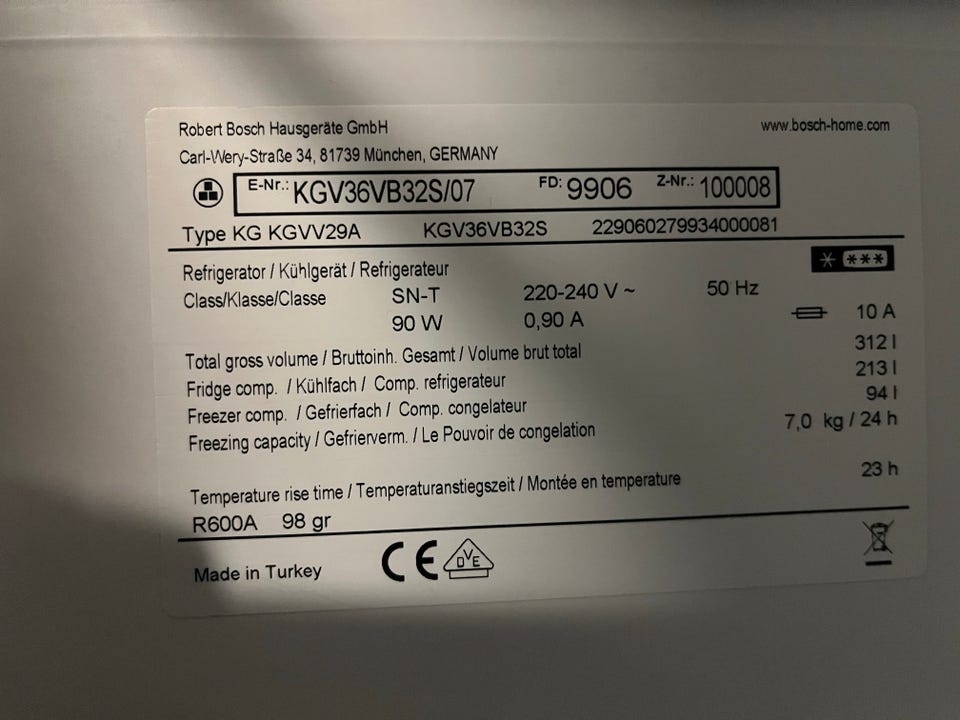 Robert Bosch Hausgeräte GmbH www.bosch-home.com
Carl-Wery-Straße 34, 81739 München, GERMANY
E-Nr.: KGV36VB32S/07 FD: 9906 Z-Nr.: 100008
Type KG KGVV29A KGV36VB32S 229060279934000081
Refrigerator / Kühlgerät / Refrigerateur
Class/Klasse/Classe SN-T 220-240 V ~ 50 Hz
90 W 0,90 A 10 A
Total gross volume / Bruttoinh. Gesamt / Volume brut total 312 l
Fridge comp. / Kühlfach / Comp. refrigerateur 213 l
Freezer comp. / Gefrierfach / Comp. congelateur 94 l
Freezing capacity / Gefrierverm. / Le Pouvoir de congelation 7,0 kg / 24 h
Temperature rise time / Temperaturanstiegszeit / Montée en temperature 23 h
R600A 98 gr
Made in Turkey CE DVE